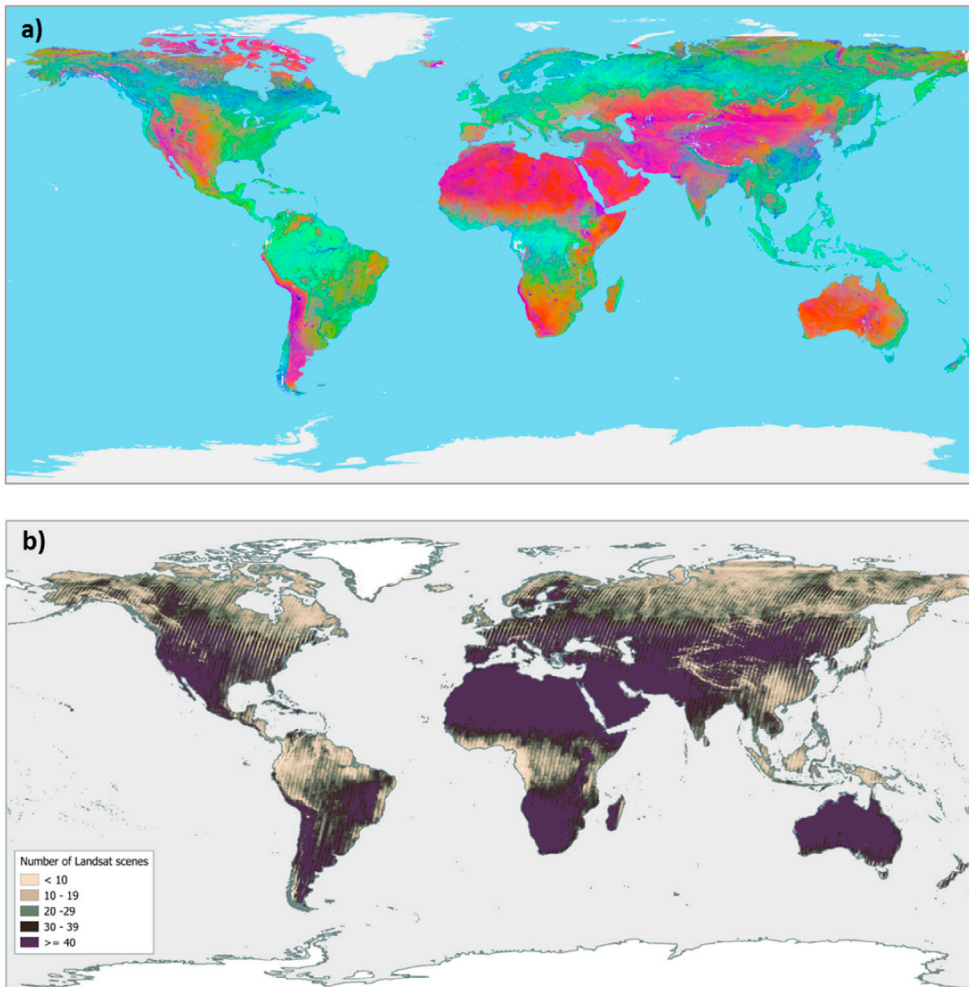 a)
b)
Number of Landsat scenes
< 10
10 - 19
20 -29
30 - 39
>= 40